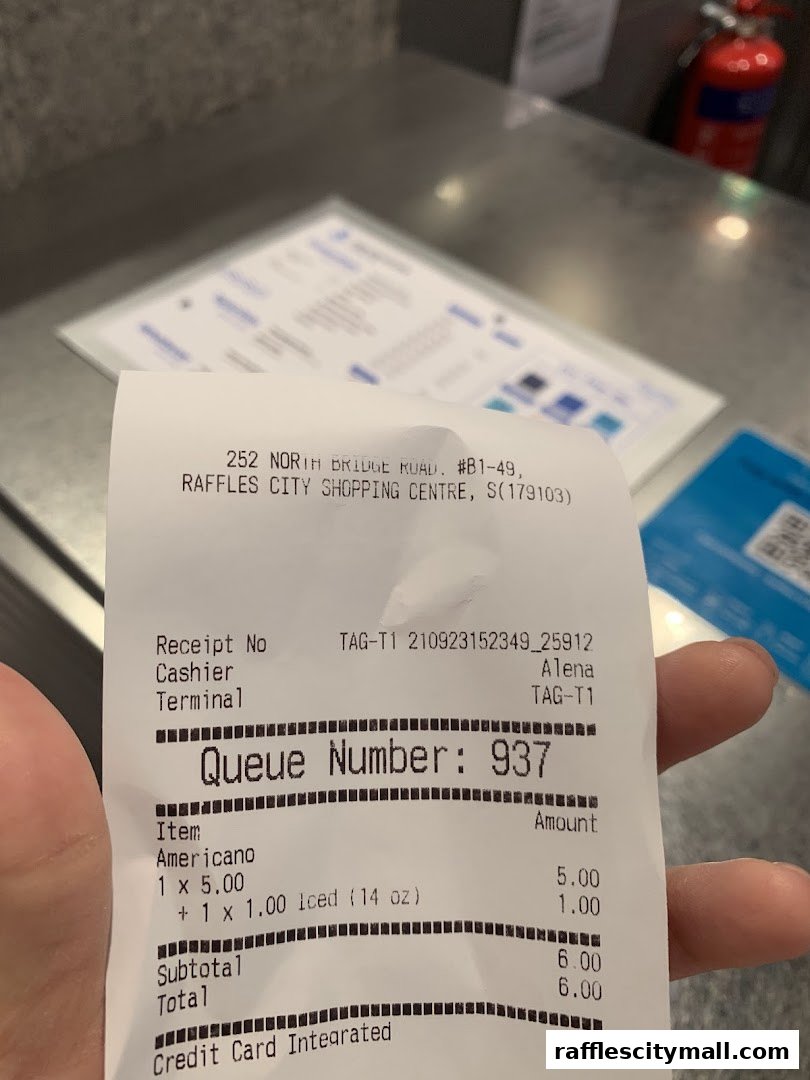 252 NORTH BRIDGE ROAD. #B1-49,
RAFFLES CITY SHOPPING CENTRE, S(179103)
Receipt No TAG-T1 210923152349_25912
Cashier Alena
Terminal TAG-T1
Queue Number: 937
Item Amount
Americano
1 x 5.00 5.00
+ 1 x 1.00 Iced (14 oz) 1.00
Subtotal 6.00
Total 6.00
Credit Card Integrated
rafflescitymall.com